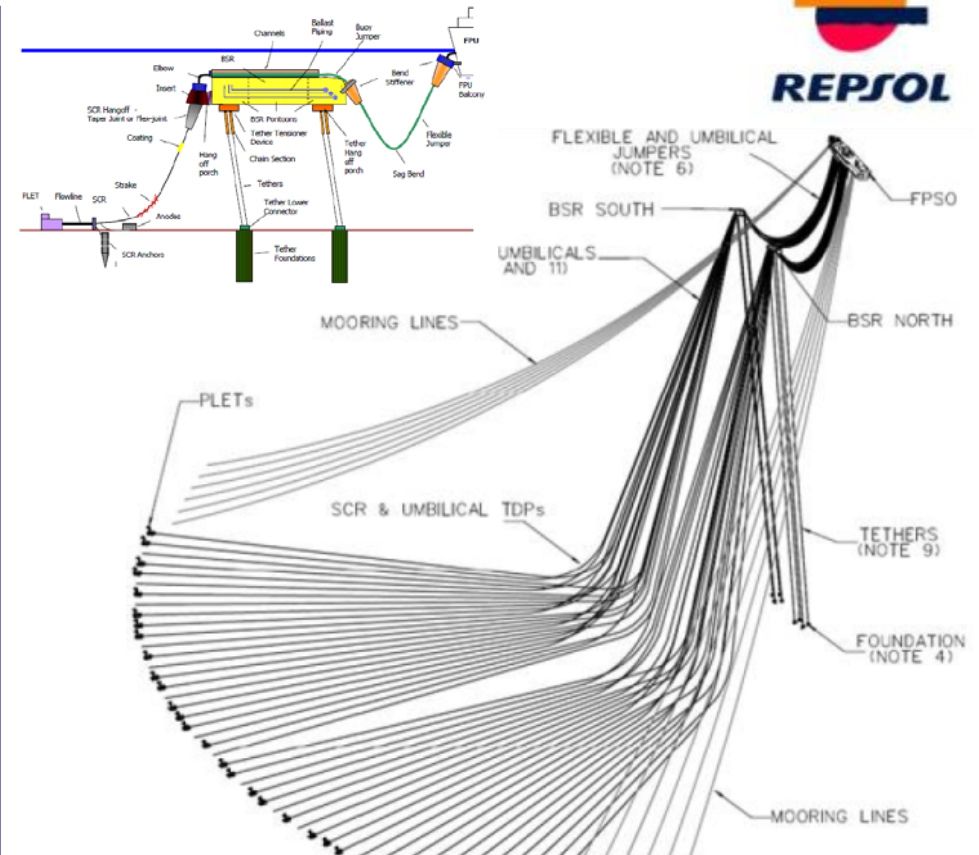 Channels
Ballast
Piping
Buoy
Jumper
FPU
BSR
Elbow
Bend
Stiffener
FPU
Balcony
Insert
SCR Hangoff -
Taper Joint or Flex-joint
BSR Pontoons
Tether Tensioner
Device
Coating
Hang
off
porch
Chain Section
Tether
Hang
off
porch
Flexible
Jumper
Sag Bend
Strake
Tethers
PLET
Flowline
SCR
Anodes
Tether Lower
Connector
SCR Anchors
Tether
Foundations
REPSOL
FLEXIBLE AND UMBILICAL
JUMPERS
(NOTE 6)
FPSO
BSR SOUTH
UMBILICALS
AND 11)
MOORING LINES
BSR NORTH
PLETs
SCR & UMBILICAL TDPs
TETHERS
(NOTE 9)
FOUNDATION
(NOTE 4)
MOORING LINES